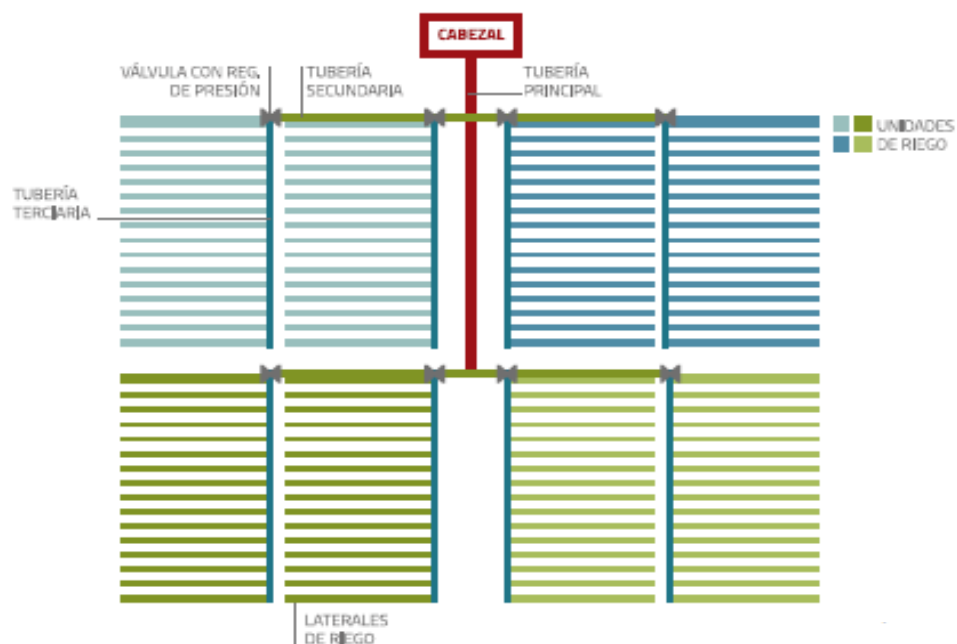 CABEZAL
VÁLVULA CON REG.
DE PRESIÓN
TUBERÍA
SECUNDARIA
TUBERÍA
PRINCIPAL
UNIDADES
DE RIEGO
TUBERÍA
TERCIARIA
LATERALES
DE RIEGO